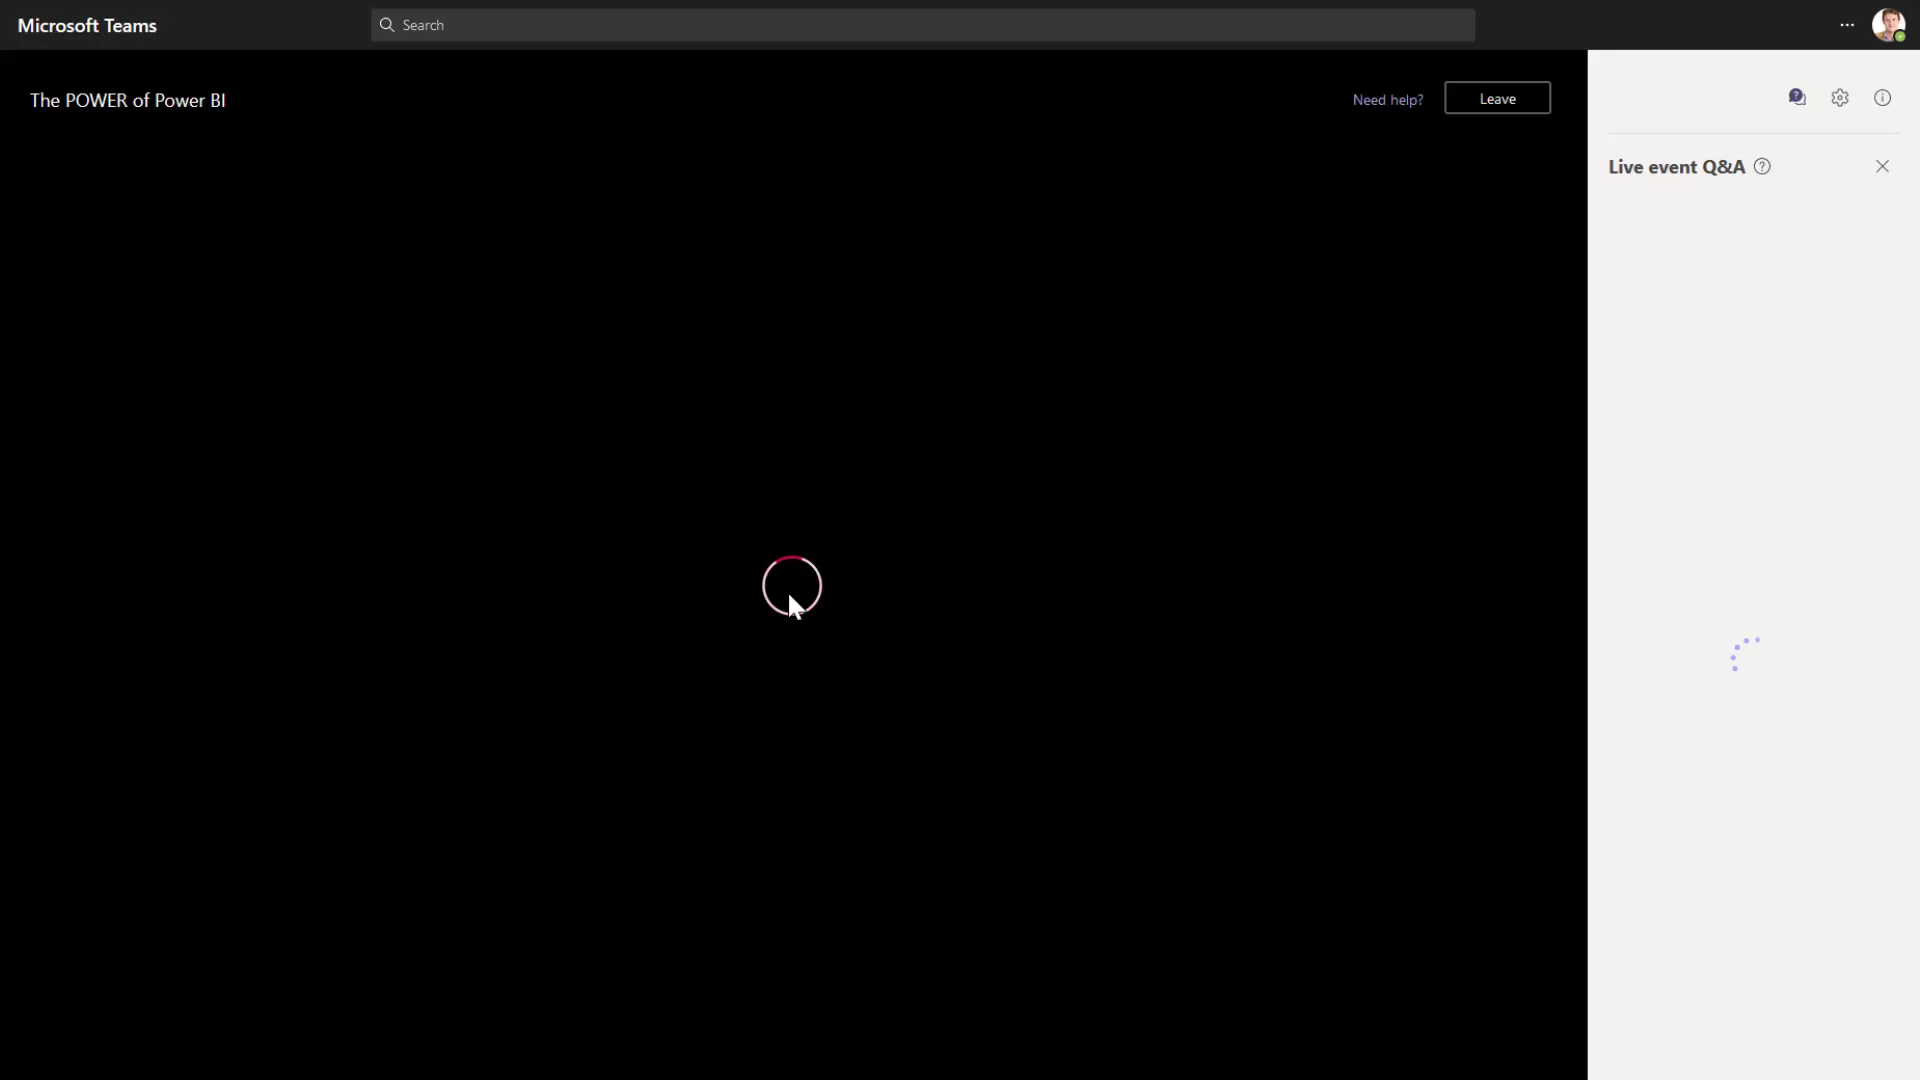 Microsoft Teams
Search
The POWER of Power BI
Need help?
Leave
Live event Q&A